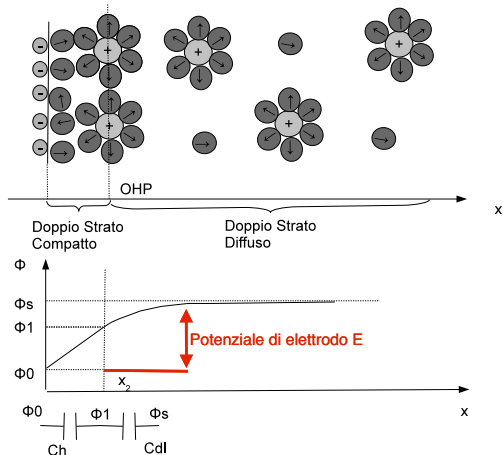 OHP
x
Doppio Strato
Compatto
Doppio Strato
Diffuso
Φ
Φs
Φ1
Potenziale di elettrodo E
Φ0
x2
Φ0 Φ1 Φs
x
Ch Cdl